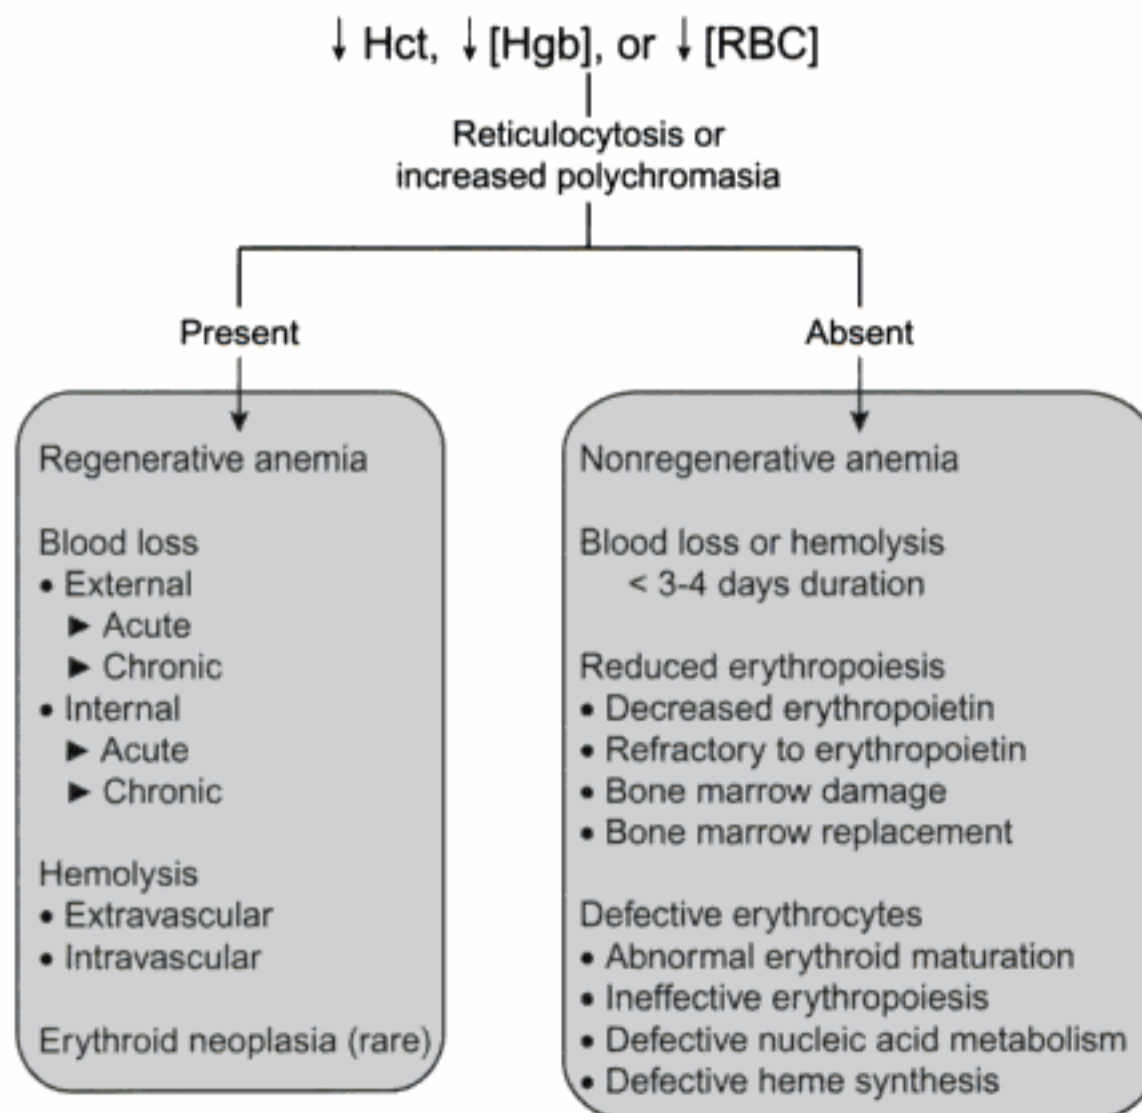 ↓ Hct, ↓ [Hgb], or ↓ [RBC]
Reticulocytosis or
increased polychromasia
Present
Absent
Regenerative anemia
Blood loss
• External
► Acute
► Chronic
• Internal
► Acute
► Chronic
Hemolysis
• Extravascular
• Intravascular
Erythroid neoplasia (rare)
Nonregenerative anemia
Blood loss or hemolysis
< 3-4 days duration
Reduced erythropoiesis
• Decreased erythropoietin
• Refractory to erythropoietin
• Bone marrow damage
• Bone marrow replacement
Defective erythrocytes
• Abnormal erythroid maturation
• Ineffective erythropoiesis
• Defective nucleic acid metabolism
• Defective heme synthesis